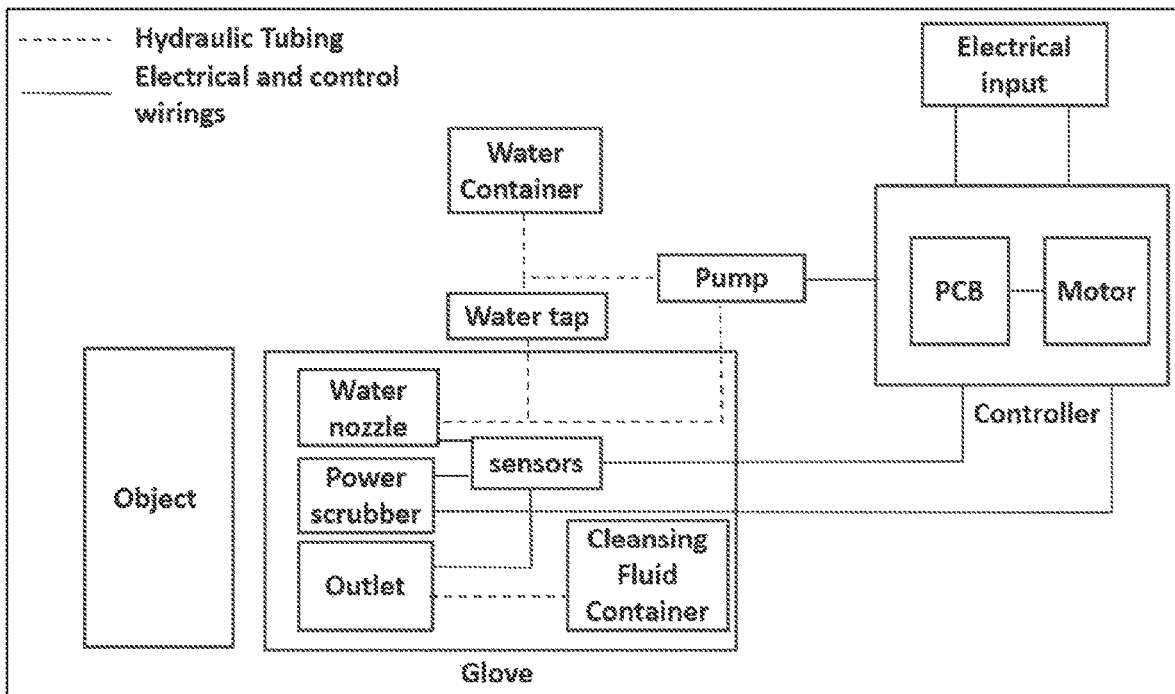 Hydraulic Tubing
Electrical and control
wirings
Electrical
input
Water
Container
Pump
PCB
Motor
Water tap
Controller
Water
nozzle
sensors
Power
scrubber
Object
Cleansing
Fluid
Container
Outlet
Glove